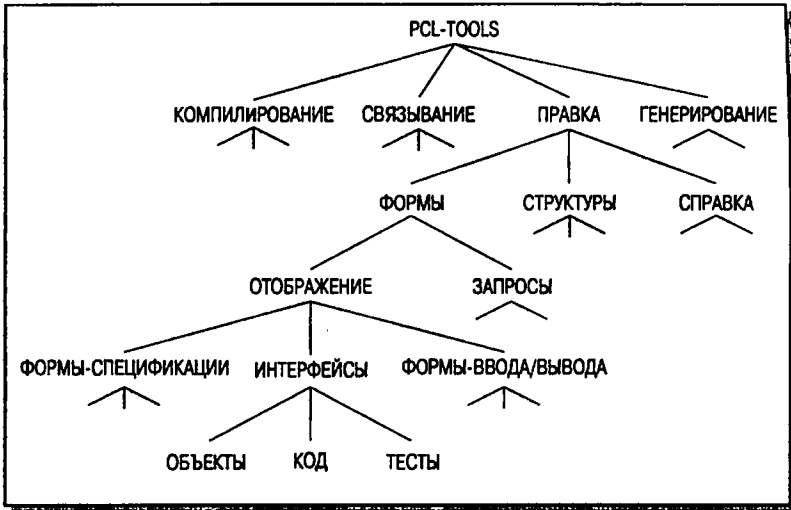 PCL-TOOLS
КОМПИЛИРОВАНИЕ СВЯЗЫВАНИЕ ПРАВКА ГЕНЕРИРОВАНИЕ
ФОРМЫ СТРУКТУРЫ СПРАВКА
ОТОБРАЖЕНИЕ ЗАПРОСЫ
ФОРМЫ-СПЕЦИФИКАЦИИ ИНТЕРФЕЙСЫ ФОРМЫ-ВВОДА/ВЫВОДА
ОБЪЕКТЫ КОД ТЕСТЫ